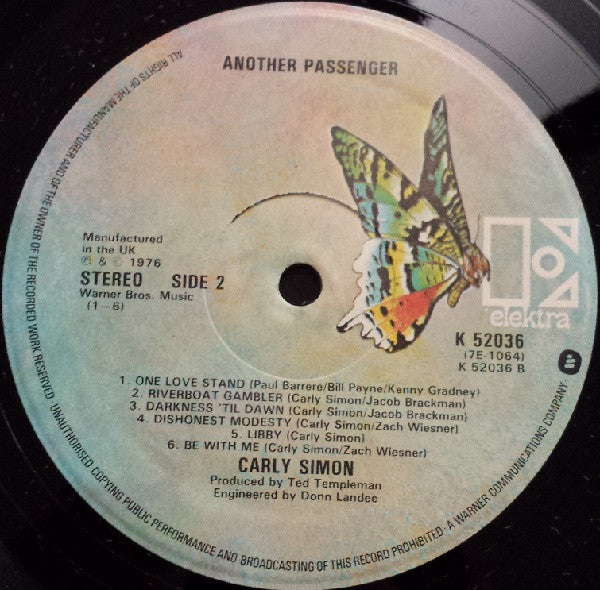 ANOTHER PASSENGER
Manufactured
in the UK
Ⓟ & © 1976
STEREO SIDE 2
Warner Bros. Music
(1-6)
elektra
K 52036
(7E-1064)
K 52036 B
1. ONE LOVE STAND (Paul Barrere/Bill Payne/Kenny Gradney)
2. RIVERBOAT GAMBLER (Carly Simon/Jacob Brackman)
3. DARKNESS 'TIL DAWN (Carly Simon/Jacob Brackman)
4. DISHONEST MODESTY (Carly Simon/Zach Wiesner)
5. LIBBY (Carly Simon)
6. BE WITH ME (Carly Simon/Zach Wiesner)
CARLY SIMON
Produced by Ted Templeman
Engineered by Donn Landee
ALL RIGHTS OF THE MANUFACTURER AND OF THE OWNER OF THE RECORDED WORK RESERVED. UNAUTHORISED COPYING PUBLIC PERFORMANCE AND BROADCASTING OF THIS RECORD PROHIBITED - A WARNER COMMUNICATIONS COMPANY